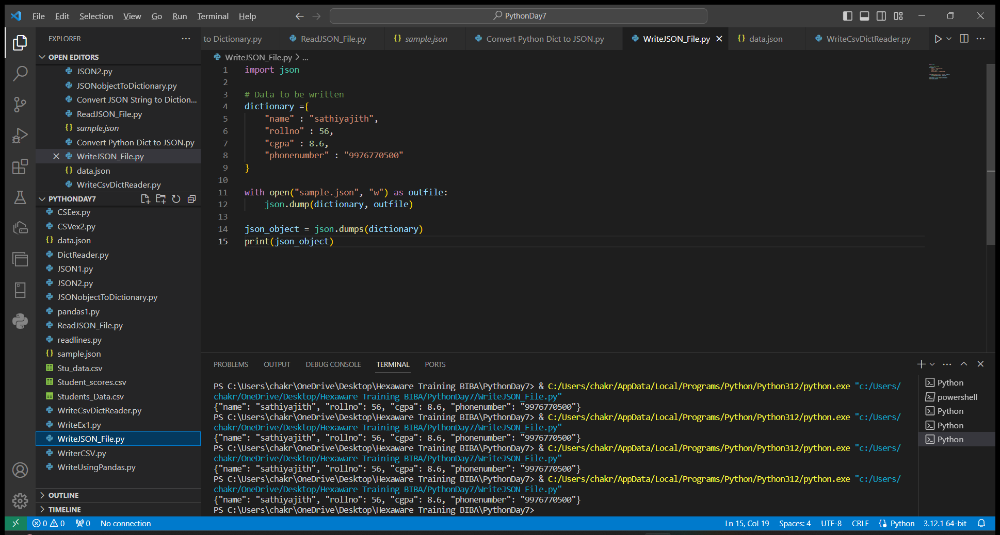 File Edit Selection View Go Run Terminal Help
PythonDay7
EXPLORER
OPEN EDITORS
JSON2.py
JSONobjectToDictionary.py
Convert JSON String to Diction...
ReadJSON_File.py
sample.json
Convert Python Dict to JSON.py
WriteJSON_File.py
data.json
WriteCsvDictReader.py
PYTHONDAY7
CSEex.py
CSVex2.py
data.json
DictReader.py
JSON1.py
JSON2.py
JSONobjectToDictionary.py
pandas1.py
ReadJSON_File.py
readlines.py
sample.json
Stu_data.csv
Student_scores.csv
Students_Data.csv
WriteCsvDictReader.py
WriteEx1.py
WriteJSON_File.py
WriterCSV.py
WriteUsingPandas.py
OUTLINE
TIMELINE
to Dictionary.py ReadJSON_File.py sample.json Convert Python Dict to JSON.py WriteJSON_File.py data.json WriteCsvDictReader.py
WriteJSON_File.py > ...
1 import json
2
3 # Data to be written
4 dictionary ={
5 "name" : "sathiyajith",
6 "rollno" : 56,
7 "cgpa" : 8.6,
8 "phonenumber" : "9976770500"
9 }
10
11 with open("sample.json", "w") as outfile:
12 json.dump(dictionary, outfile)
13
14 json_object = json.dumps(dictionary)
15 print(json_object)
PROBLEMS OUTPUT DEBUG CONSOLE TERMINAL PORTS
PS C:\Users\chakr\OneDrive\Desktop\Hexaware Training BIBA\PythonDay7> & C:/Users/chakr/AppData/Local/Programs/Python/Python312/python.exe "c:/Users/
chakr/OneDrive/Desktop/Hexaware Training BIBA/PythonDay7/WriteJSON_File.py"
{"name": "sathiyajith", "rollno": 56, "cgpa": 8.6, "phonenumber": "9976770500"}
PS C:\Users\chakr\OneDrive\Desktop\Hexaware Training BIBA\PythonDay7> & C:/Users/chakr/AppData/Local/Programs/Python/Python312/python.exe "c:/Users/
chakr/OneDrive/Desktop/Hexaware Training BIBA/PythonDay7/WriteJSON_File.py"
{"name": "sathiyajith", "rollno": 56, "cgpa": 8.6, "phonenumber": "9976770500"}
PS C:\Users\chakr\OneDrive\Desktop\Hexaware Training BIBA\PythonDay7> & C:/Users/chakr/AppData/Local/Programs/Python/Python312/python.exe "c:/Users/
chakr/OneDrive/Desktop/Hexaware Training BIBA/PythonDay7/WriteJSON_File.py"
{"name": "sathiyajith", "rollno": 56, "cgpa": 8.6, "phonenumber": "9976770500"}
PS C:\Users\chakr\OneDrive\Desktop\Hexaware Training BIBA\PythonDay7> & C:/Users/chakr/AppData/Local/Programs/Python/Python312/python.exe "c:/Users/
chakr/OneDrive/Desktop/Hexaware Training BIBA/PythonDay7/WriteJSON_File.py"
{"name": "sathiyajith", "rollno": 56, "cgpa": 8.6, "phonenumber": "9976770500"}
PS C:\Users\chakr\OneDrive\Desktop\Hexaware Training BIBA\PythonDay7>
Python
powershell
Python
Python
Python
0 0 0 No connection Ln 15, Col 19 Spaces: 4 UTF-8 CRLF Python 3.12.1 64-bit